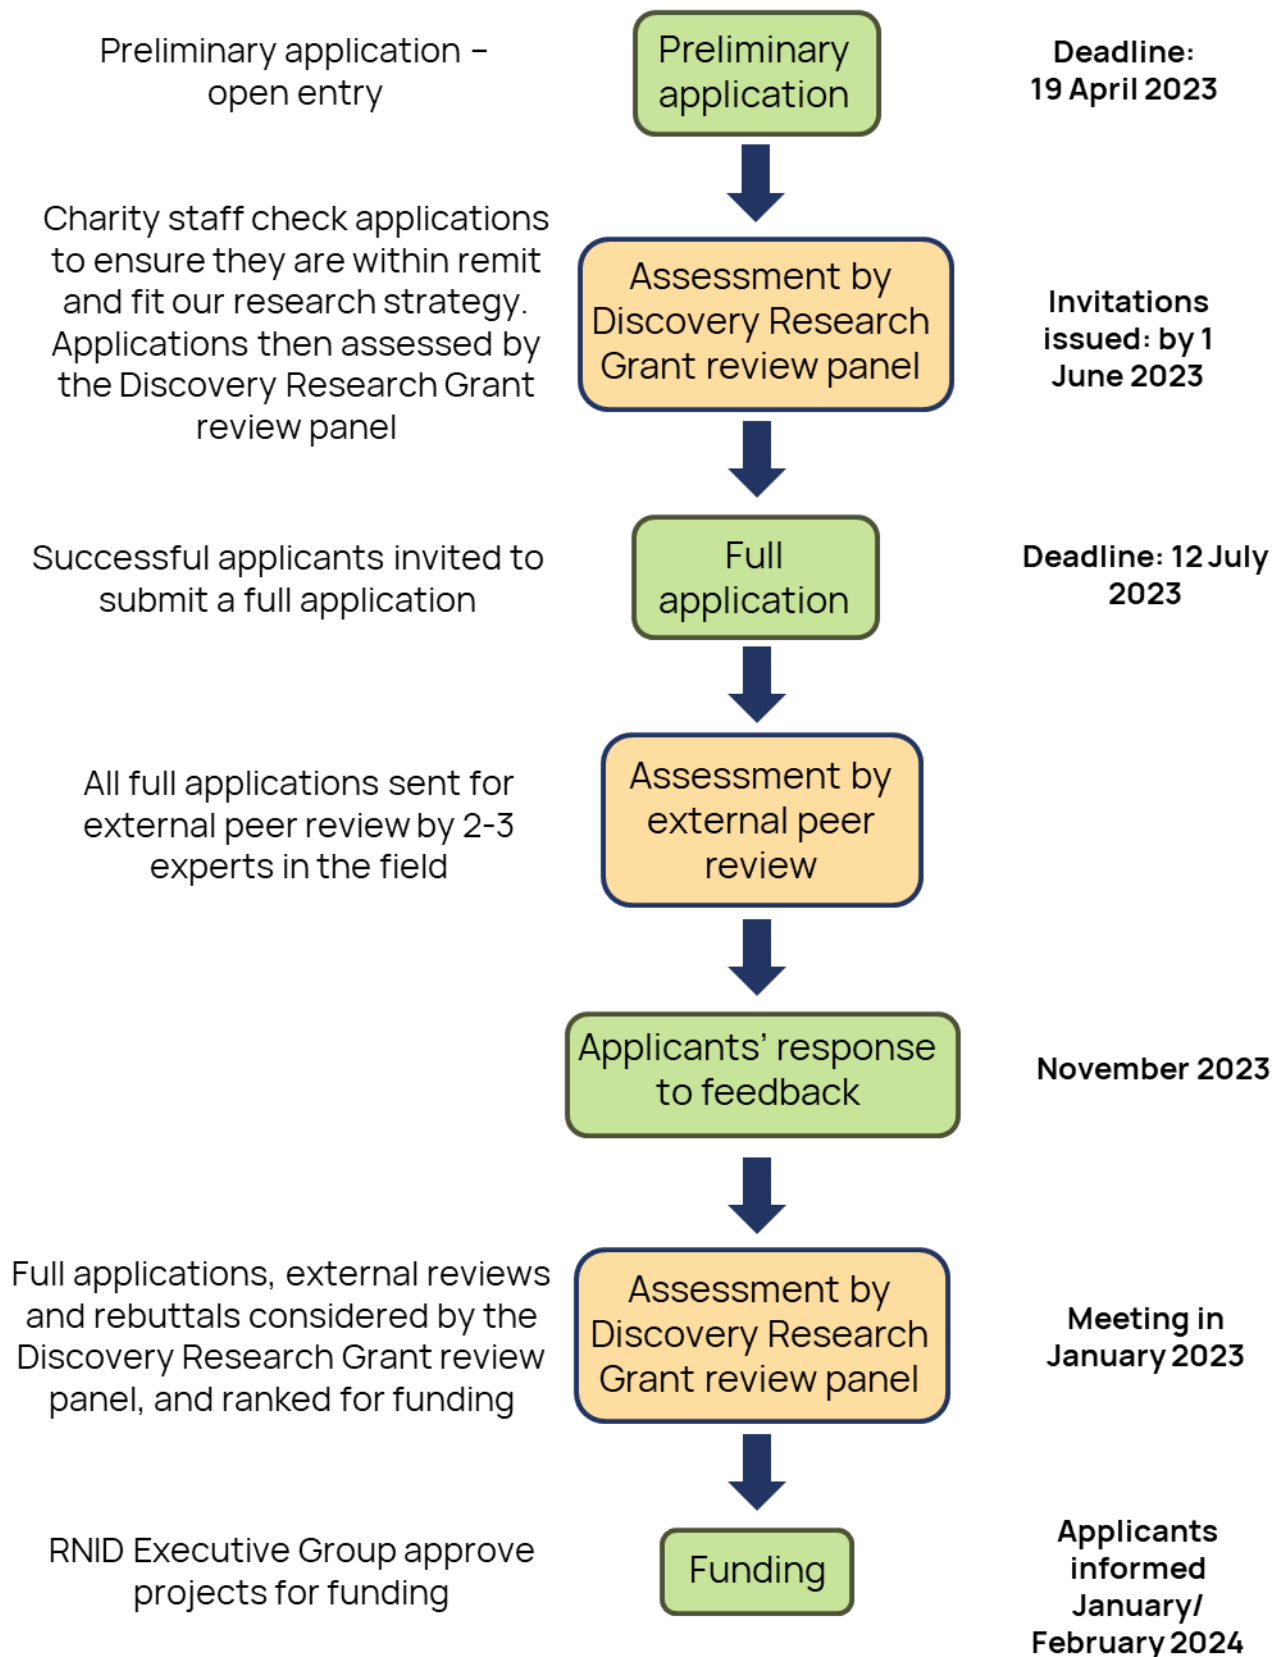 Preliminary application –
open entry
Preliminary
application
Deadline:
19 April 2023
Charity staff check applications
to ensure they are within remit
and fit our research strategy.
Applications then assessed by
the Discovery Research Grant
review panel
Assessment by
Discovery Research
Grant review panel
Invitations
issued: by 1
June 2023
Successful applicants invited to
submit a full application
Full
application
Deadline: 12 July
2023
All full applications sent for
external peer review by 2-3
experts in the field
Assessment by
external peer
review
Applicants’ response
to feedback
November 2023
Full applications, external reviews
and rebuttals considered by the
Discovery Research Grant review
panel, and ranked for funding
Assessment by
Discovery Research
Grant review panel
Meeting in
January 2023
RNID Executive Group approve
projects for funding
Funding
Applicants
informed
January/
February 2024